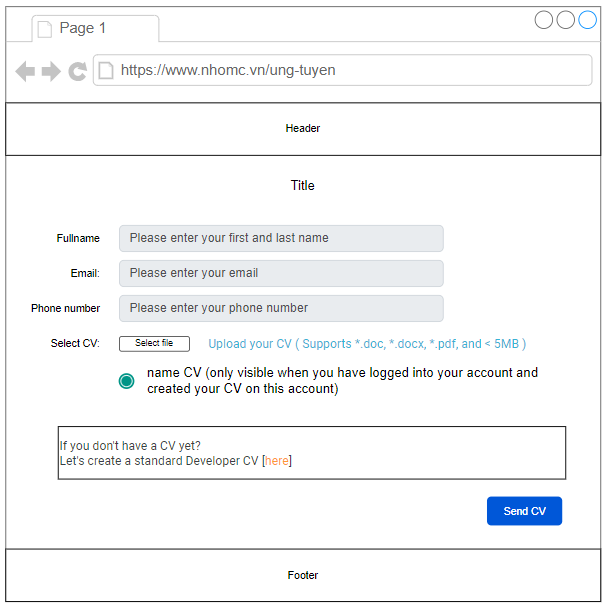 Page 1
https://www.nhomc.vn/ung-tuyen
Header
Title
Fullname
Please enter your first and last name
Email:
Please enter your email
Phone number
Please enter your phone number
Select CV:
Select file
Upload your CV ( Supports *.doc, *.docx, *.pdf, and < 5MB )
name CV (only visible when you have logged into your account and
created your CV on this account)
If you don't have a CV yet?
Let's create a standard Developer CV [here]
Send CV
Footer